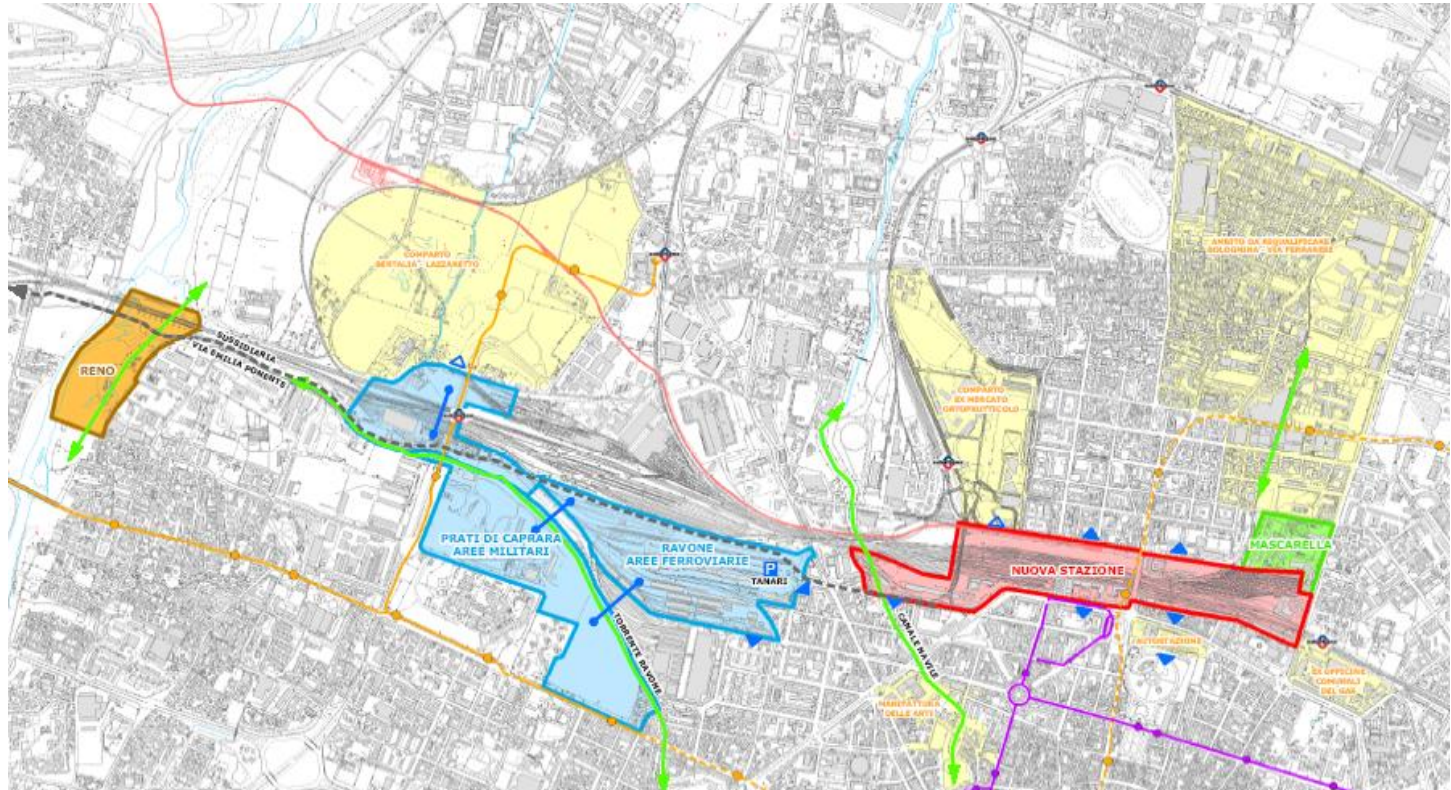 COMPARTO
BERTALIA - LAZZARETTO
AMBITO DA RIQUALIFICARE
BOLOGNINA - VIA FERRARESE
RENO
SUSSIDIARIA
VIA EMILIA PONENTE
COMPARTO
EX MERCATO
ORTOFRUTTICOLO
PRATI DI CAPRARA
AREE MILITARI
RAVONE
AREE FERROVIARIE
P
TANARI
NUOVA STAZIONE
MASCARELLA
TORRENTE RAVONE
CANALE NAVILE
AUTOSTAZIONE
EX OFFICINE
COMUNALI
DEL GAS
MANIFATTURA
DELLE ARTI